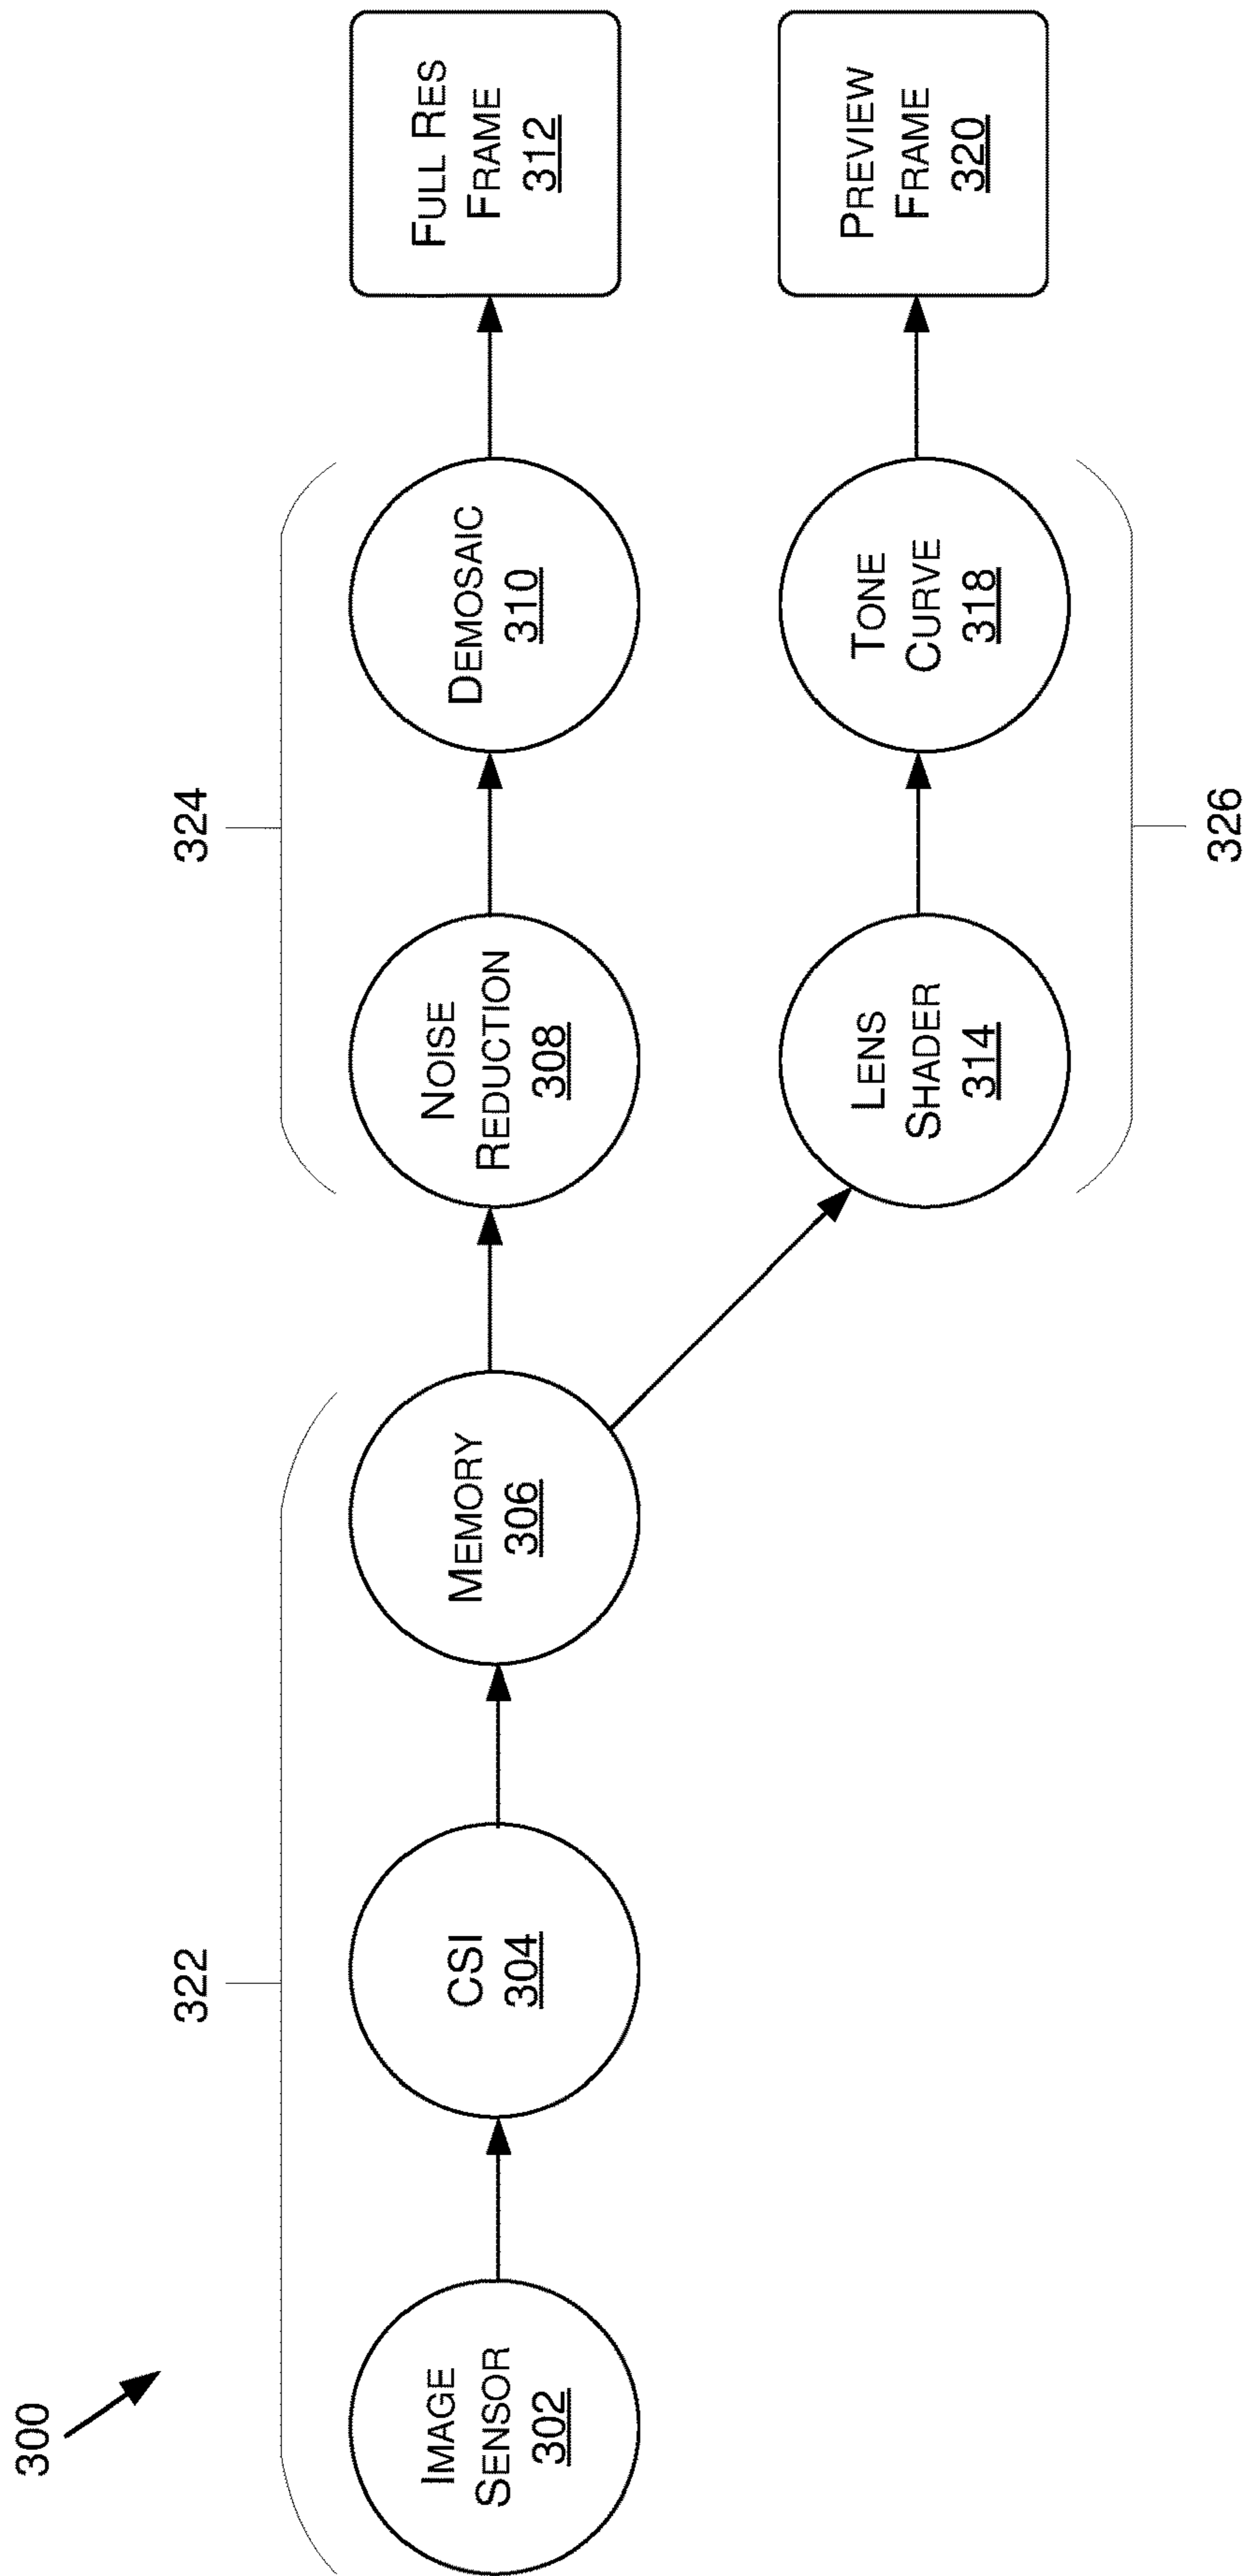 300
322
324
IMAGE
SENSOR
302
CSI
304
MEMORY
306
NOISE
REDUCTION
308
DEMOSAIC
310
FULL RES
FRAME
312
LENS
SHADER
314
TONE
CURVE
318
PREVIEW
FRAME
320
326